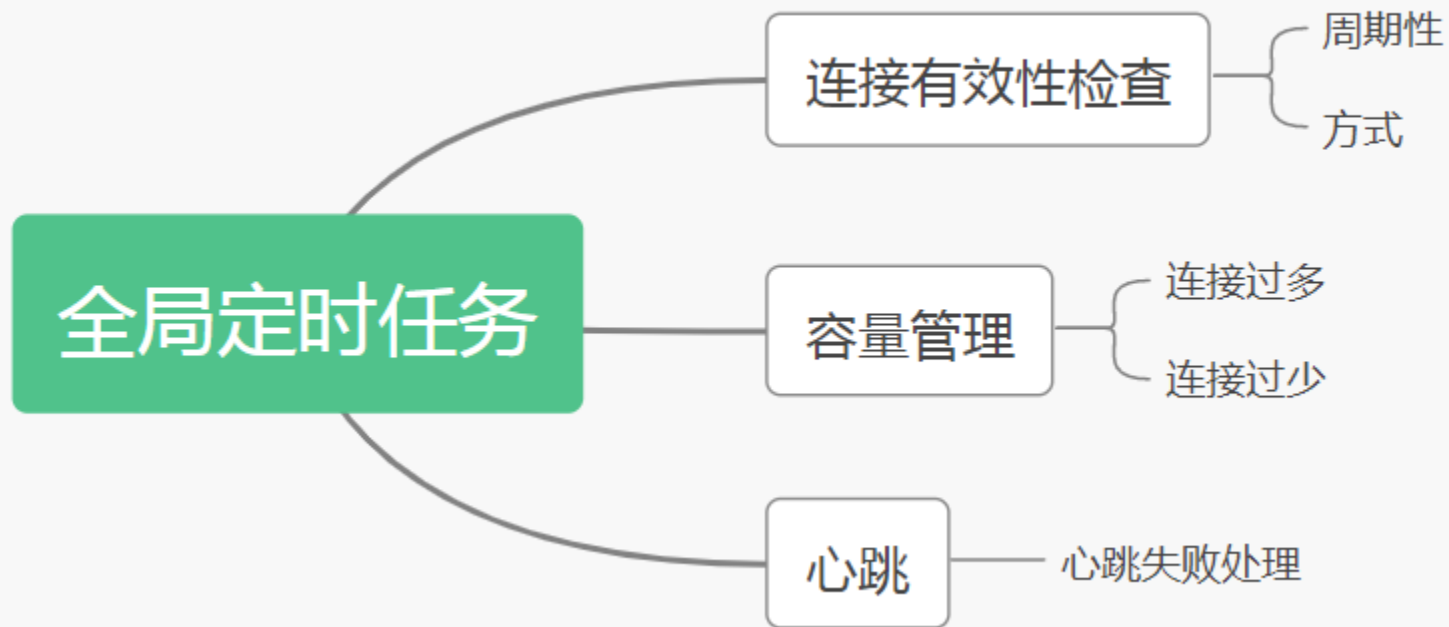 全局定时任务
连接有效性检查
周期性
方式
容量管理
连接过多
连接过少
心跳
心跳失败处理